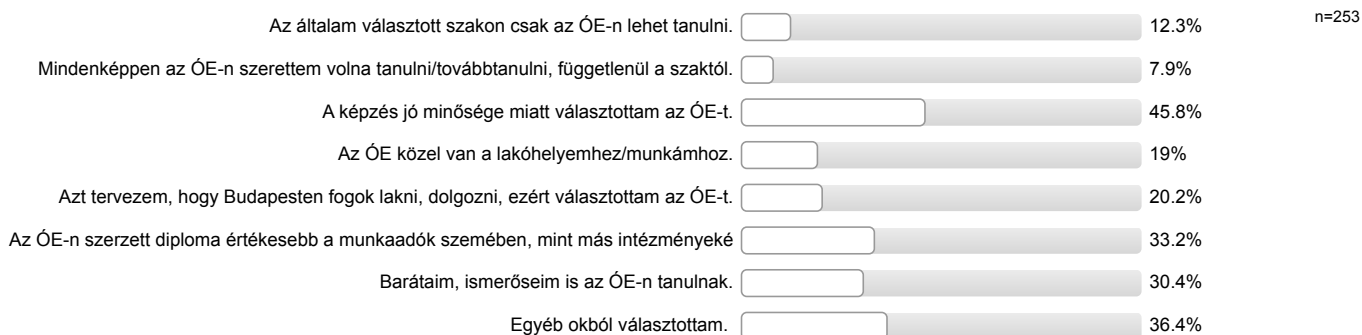 Az általam választott szakon csak az ÓE-n lehet tanulni. 12.3% n=253
Mindenképpen az ÓE-n szerettem volna tanulni/továbbtanulni, függetlenül a szaktól. 7.9%
A képzés jó minősége miatt választottam az ÓE-t. 45.8%
Az ÓE közel van a lakóhelyemhez/munkámhoz. 19%
Azt tervezem, hogy Budapesten fogok lakni, dolgozni, ezért választottam az ÓE-t. 20.2%
Az ÓE-n szerzett diploma értékesebb a munkaadók szemében, mint más intézményeké 33.2%
Barátaim, ismerőseim is az ÓE-n tanulnak. 30.4%
Egyéb okból választottam. 36.4%